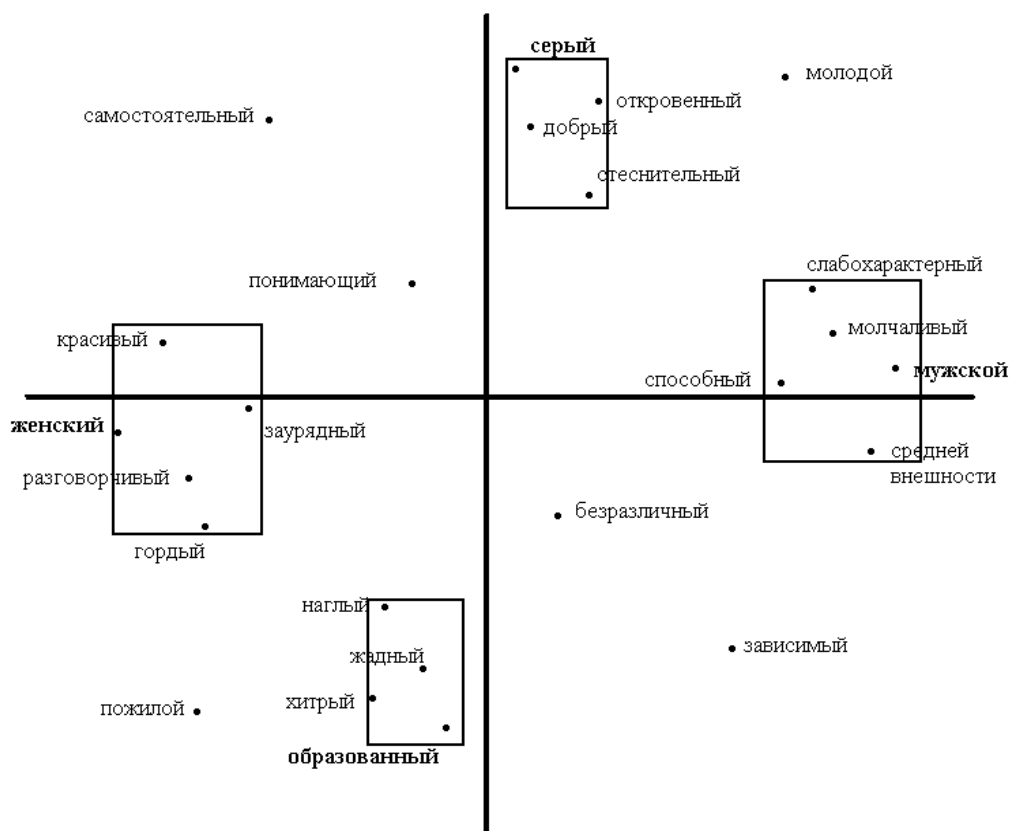 серый
молодой
откровенный
самостоятельный
добрый
стеснительный
слабохарактерный
понимающий
молчаливый
красивый
мужской
способный
женский
заурядный
средней
внешности
разговорчивый
безразличный
гордый
наглый
зависимый
жадный
хитрый
пожилой
образованный